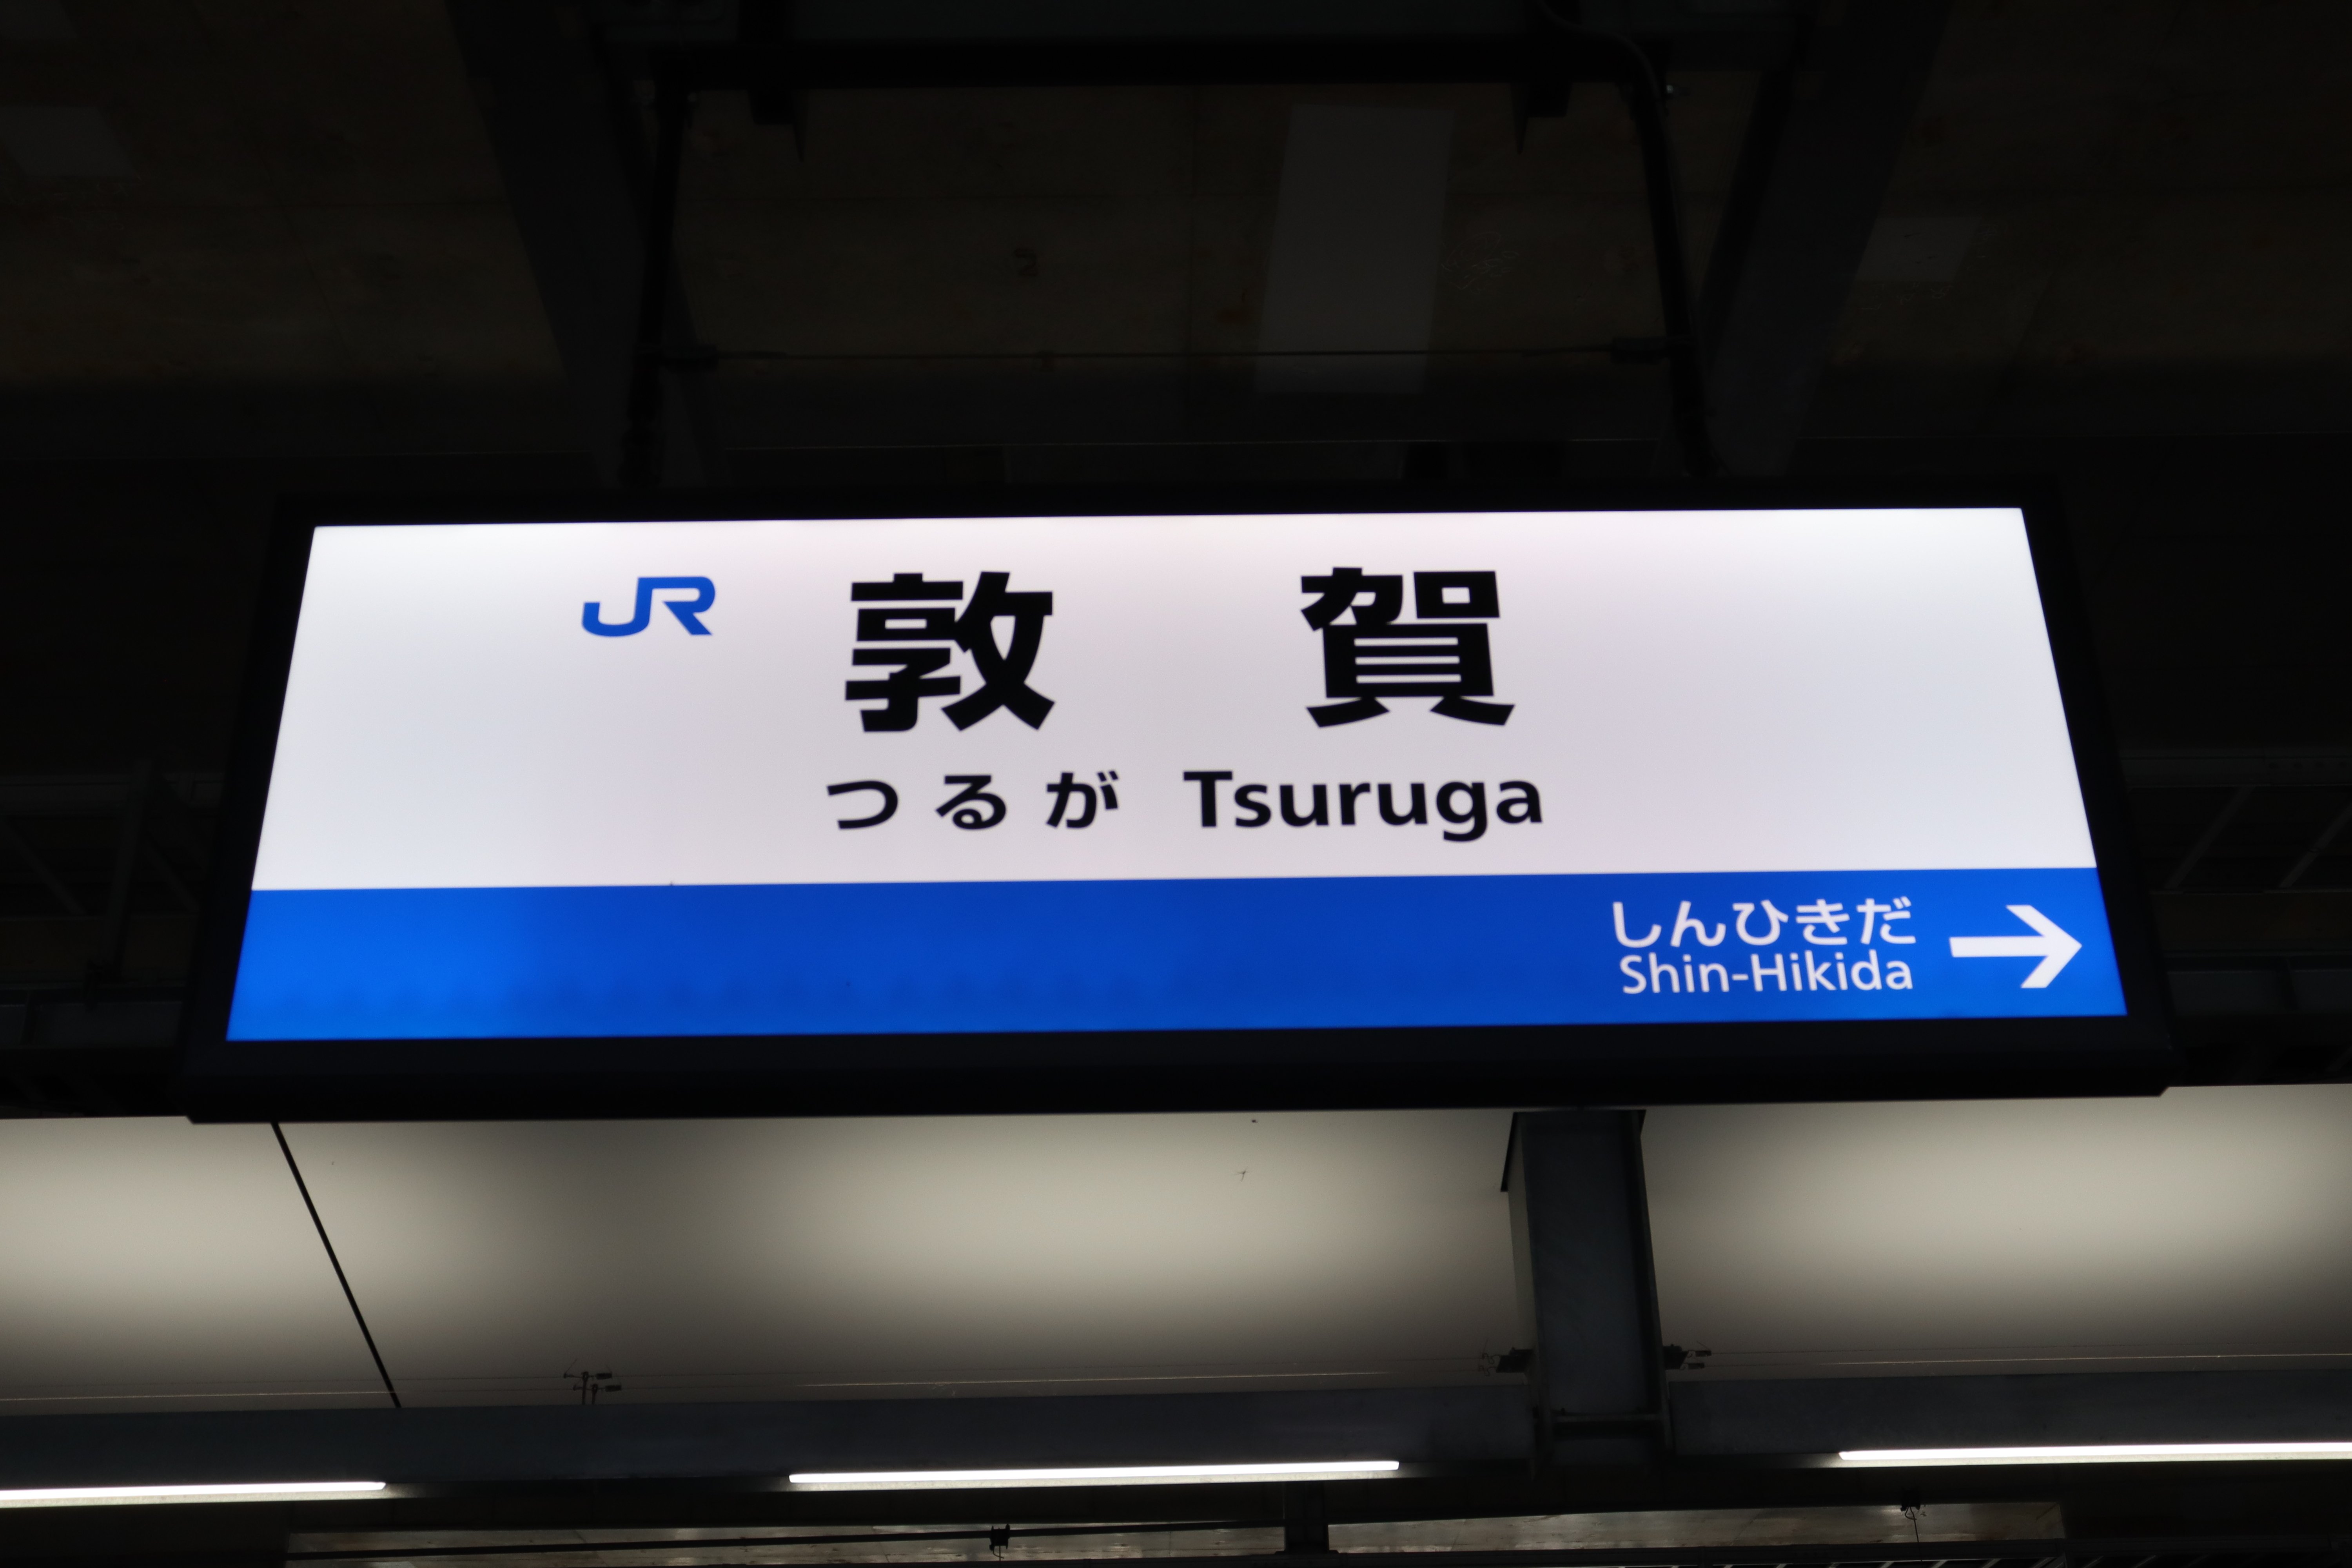 JR 敦賀
つるが Tsuruga
しんひきだ
Shin-Hikida →